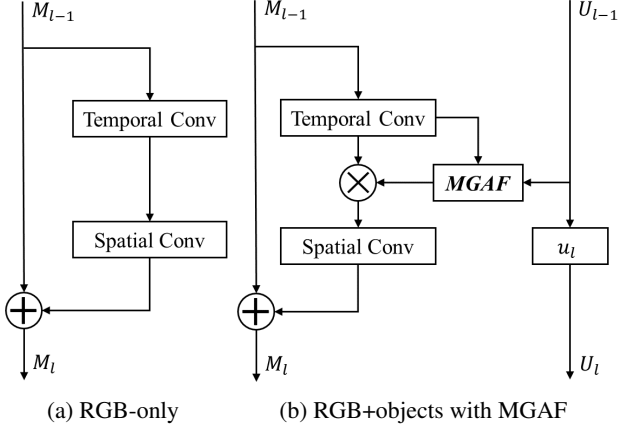 M_{l-1}
Temporal Conv
Spatial Conv
M_l
(a) RGB-only
M_{l-1}
U_{l-1}
Temporal Conv
MGAF
Spatial Conv
u_l
M_l
U_l
(b) RGB+objects with MGAF